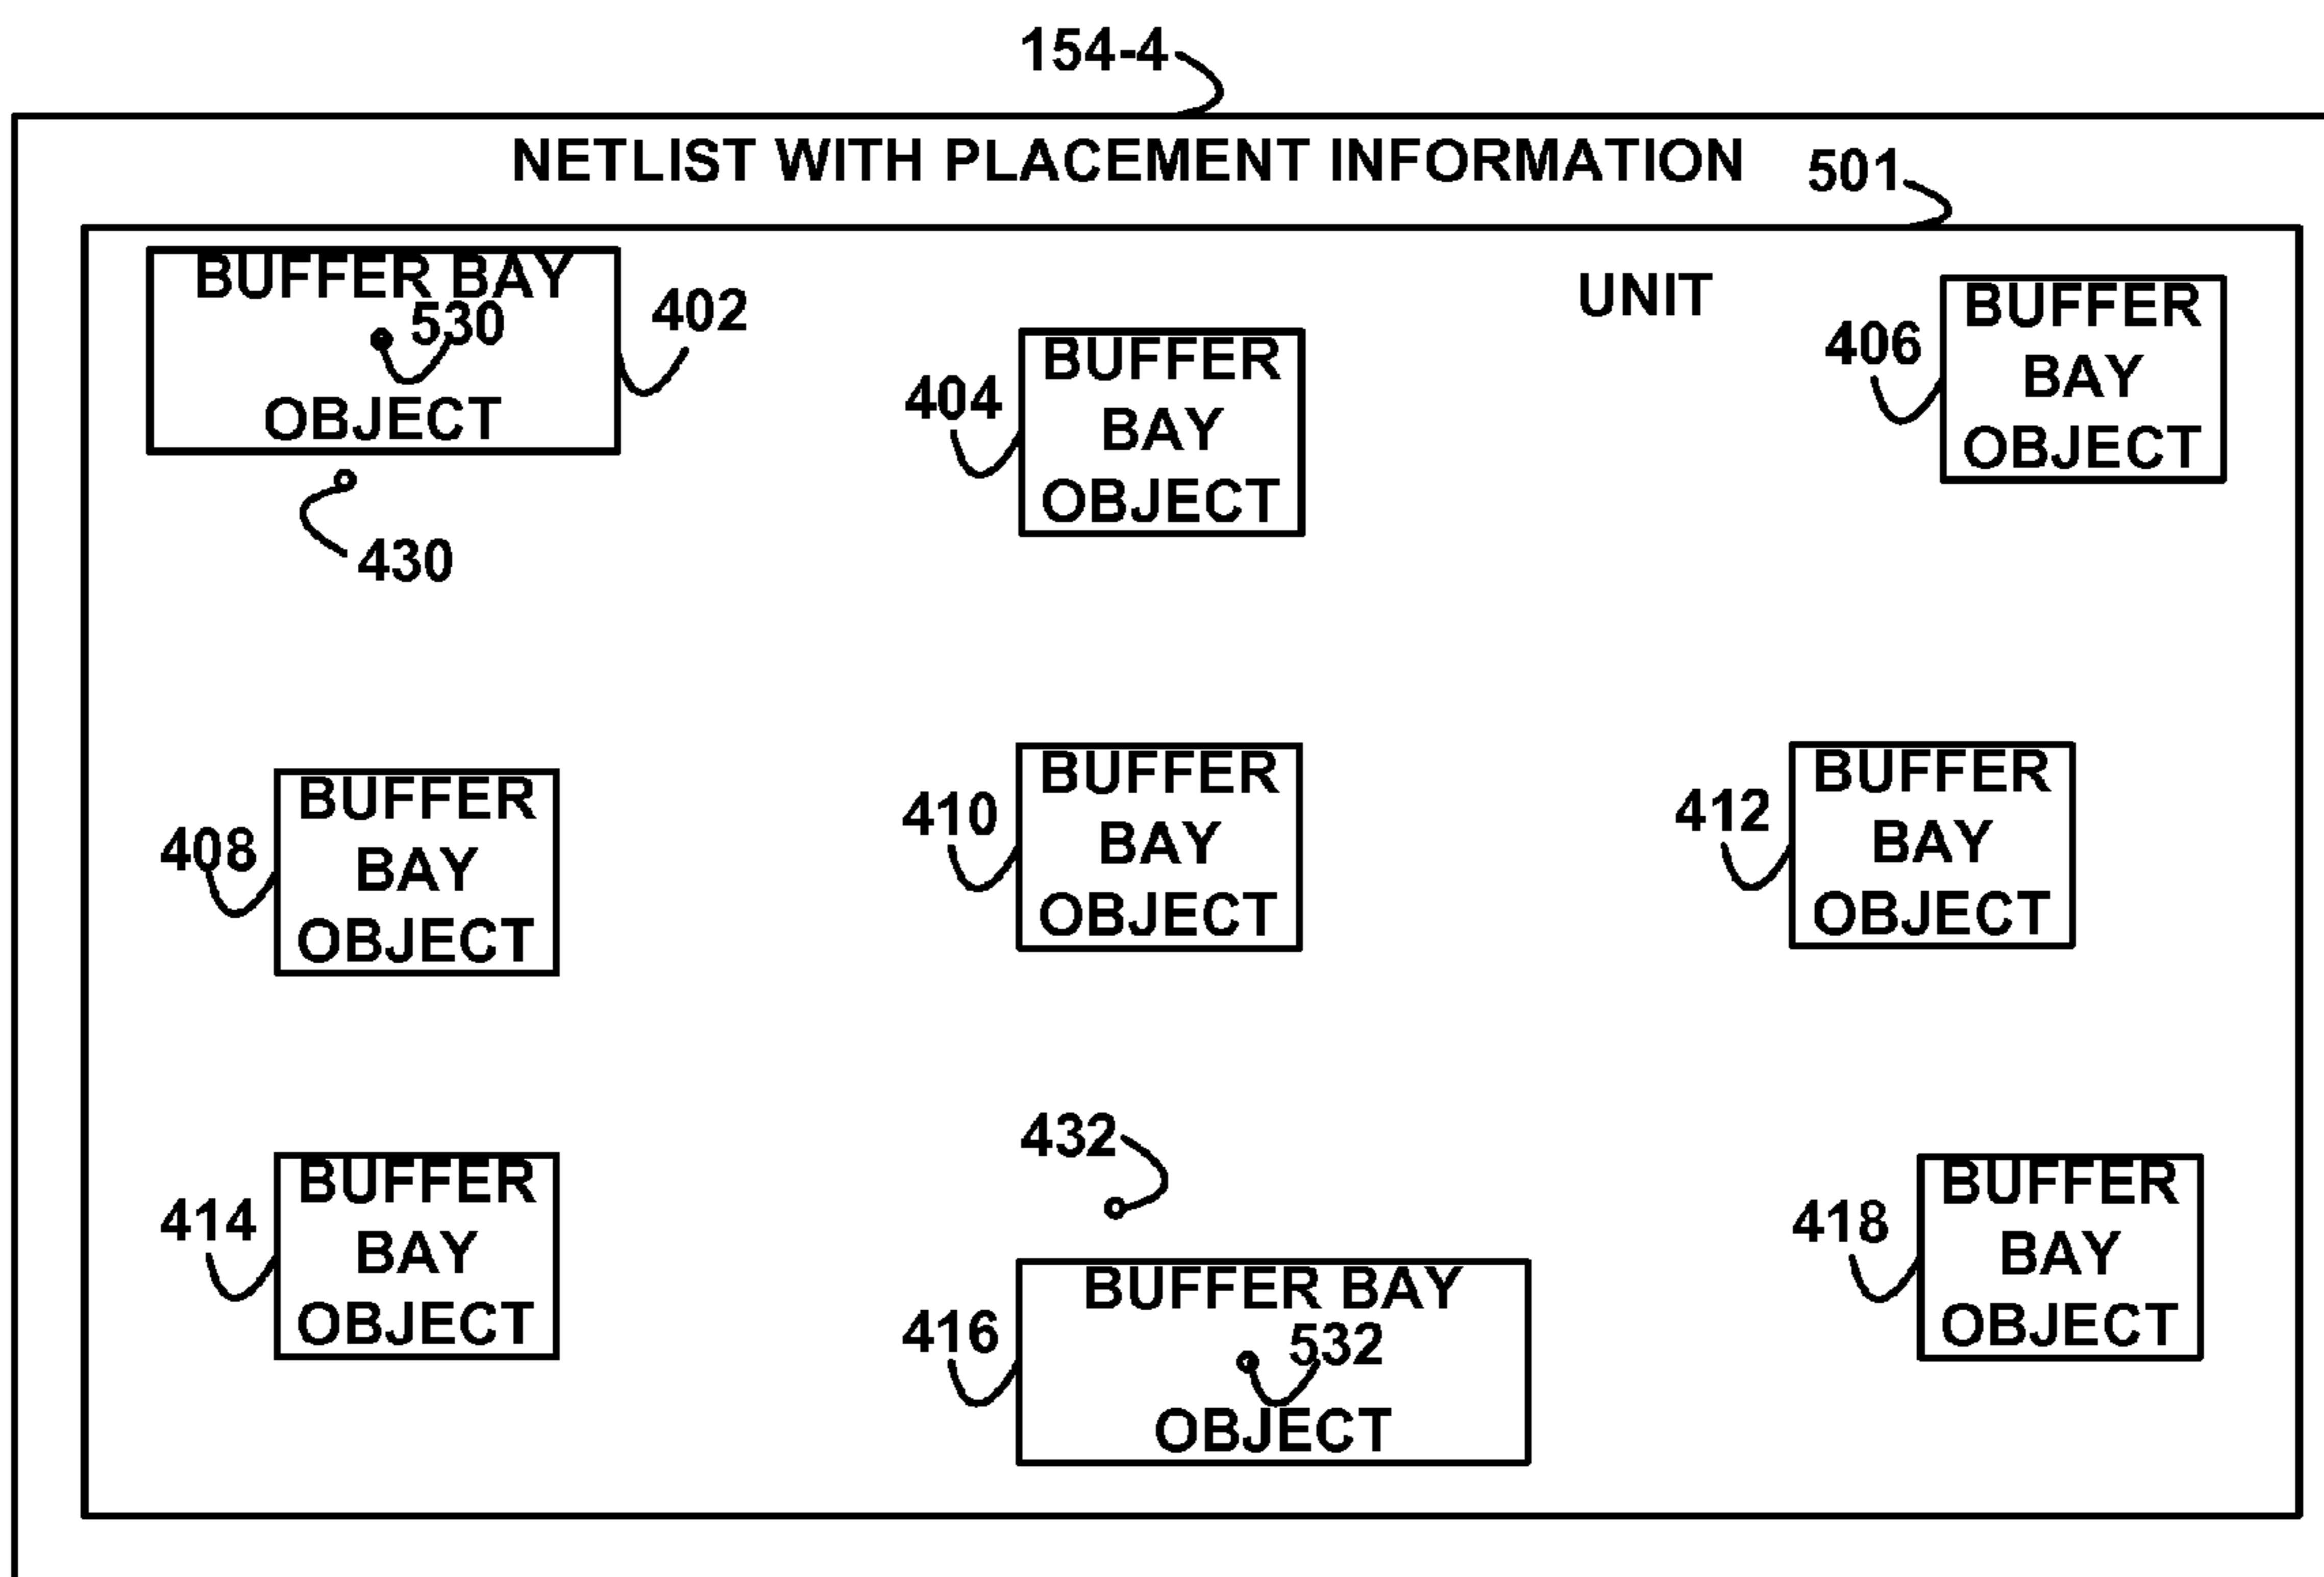 154-4
NETLIST WITH PLACEMENT INFORMATION
501
BUFFER BAY
530
OBJECT
402
430
404
BUFFER
BAY
OBJECT
UNIT
406
BUFFER
BAY
OBJECT
408
BUFFER
BAY
OBJECT
410
BUFFER
BAY
OBJECT
412
BUFFER
BAY
OBJECT
414
BUFFER
BAY
OBJECT
432
416
BUFFER BAY
532
OBJECT
418
BUFFER
BAY
OBJECT